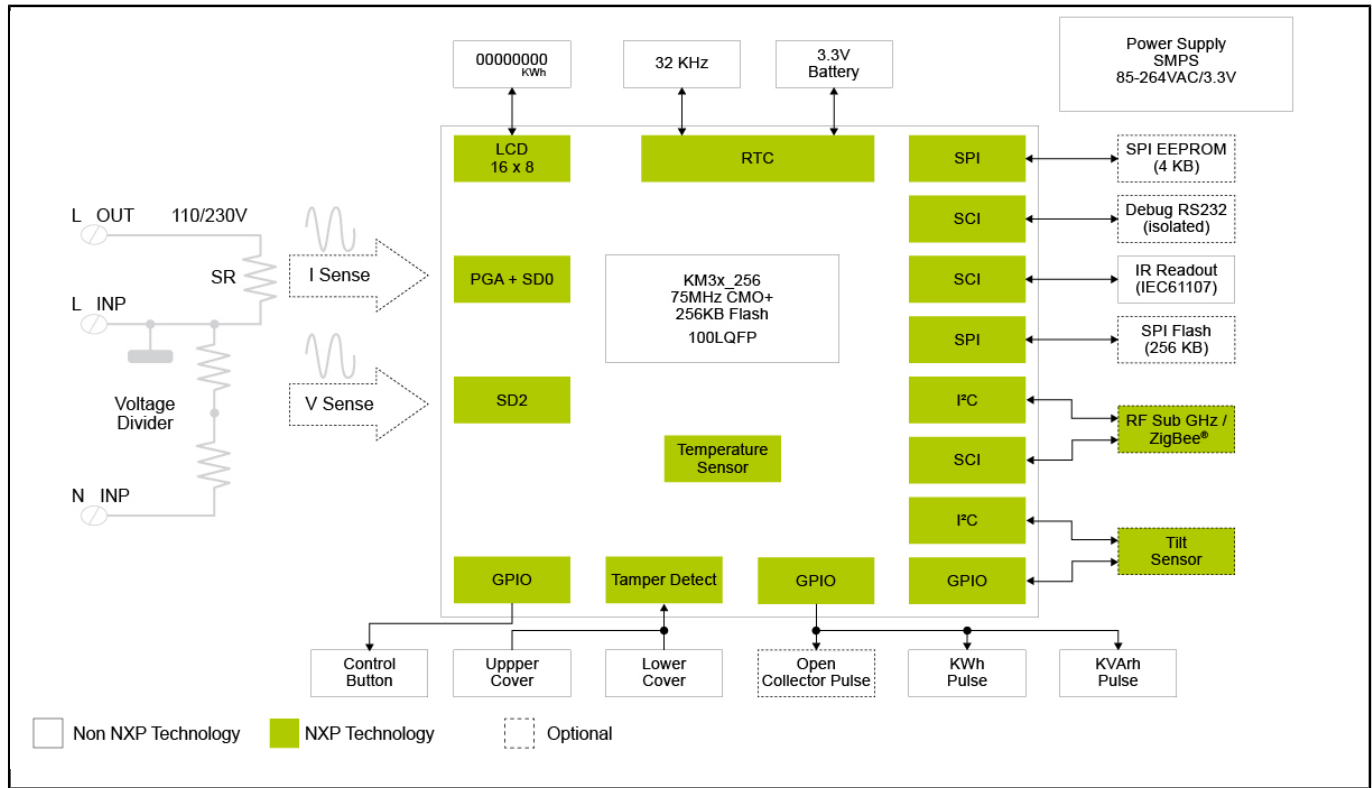 00000000
KWh
32 KHz
3.3V
Battery
Power Supply
SMPS
85-264VAC/3.3V
LCD
16 x 8
RTC
SPI
SPI EEPROM
(4 KB)
L OUT 110/230V
SCI
Debug RS232
(isolated)
SR
I Sense
PGA + SD0
KM3x_256
75MHz CMO+
256KB Flash
100LQFP
SCI
IR Readout
(IEC61107)
L INP
SPI
SPI Flash
(256 KB)
Voltage
Divider
V Sense
SD2
I²C
RF Sub GHz /
ZigBee®
Temperature
Sensor
SCI
N INP
I²C
Tilt
Sensor
GPIO
Tamper Detect
GPIO
GPIO
Control
Button
Uppper
Cover
Lower
Cover
Open
Collector Pulse
KWh
Pulse
KVArh
Pulse
Non NXP Technology
NXP Technology
Optional